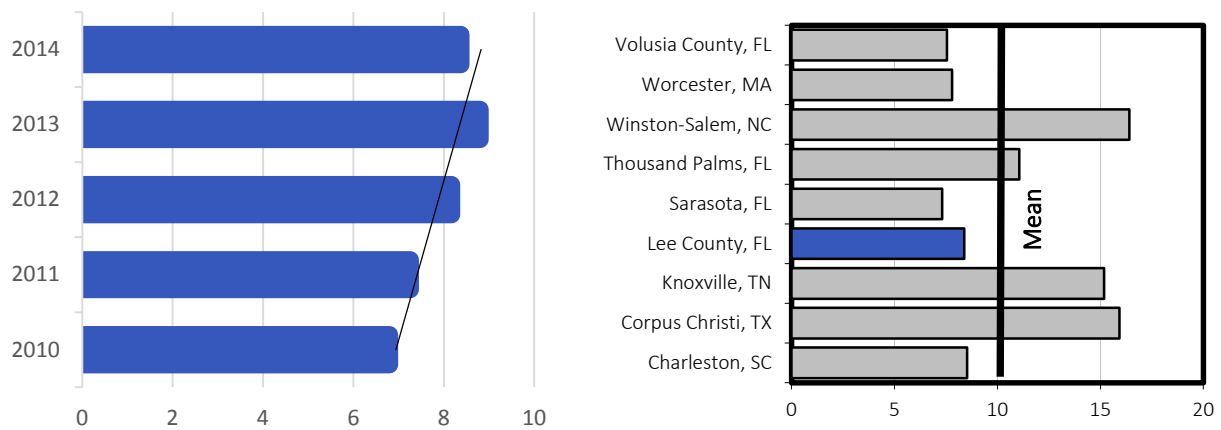 2014
2013
2012
2011
2010
0 2 4 6 8 10
Volusia County, FL
Worcester, MA
Winston-Salem, NC
Thousand Palms, FL
Sarasota, FL
Lee County, FL
Knoxville, TN
Corpus Christi, TX
Charleston, SC
Mean
0 5 10 15 20